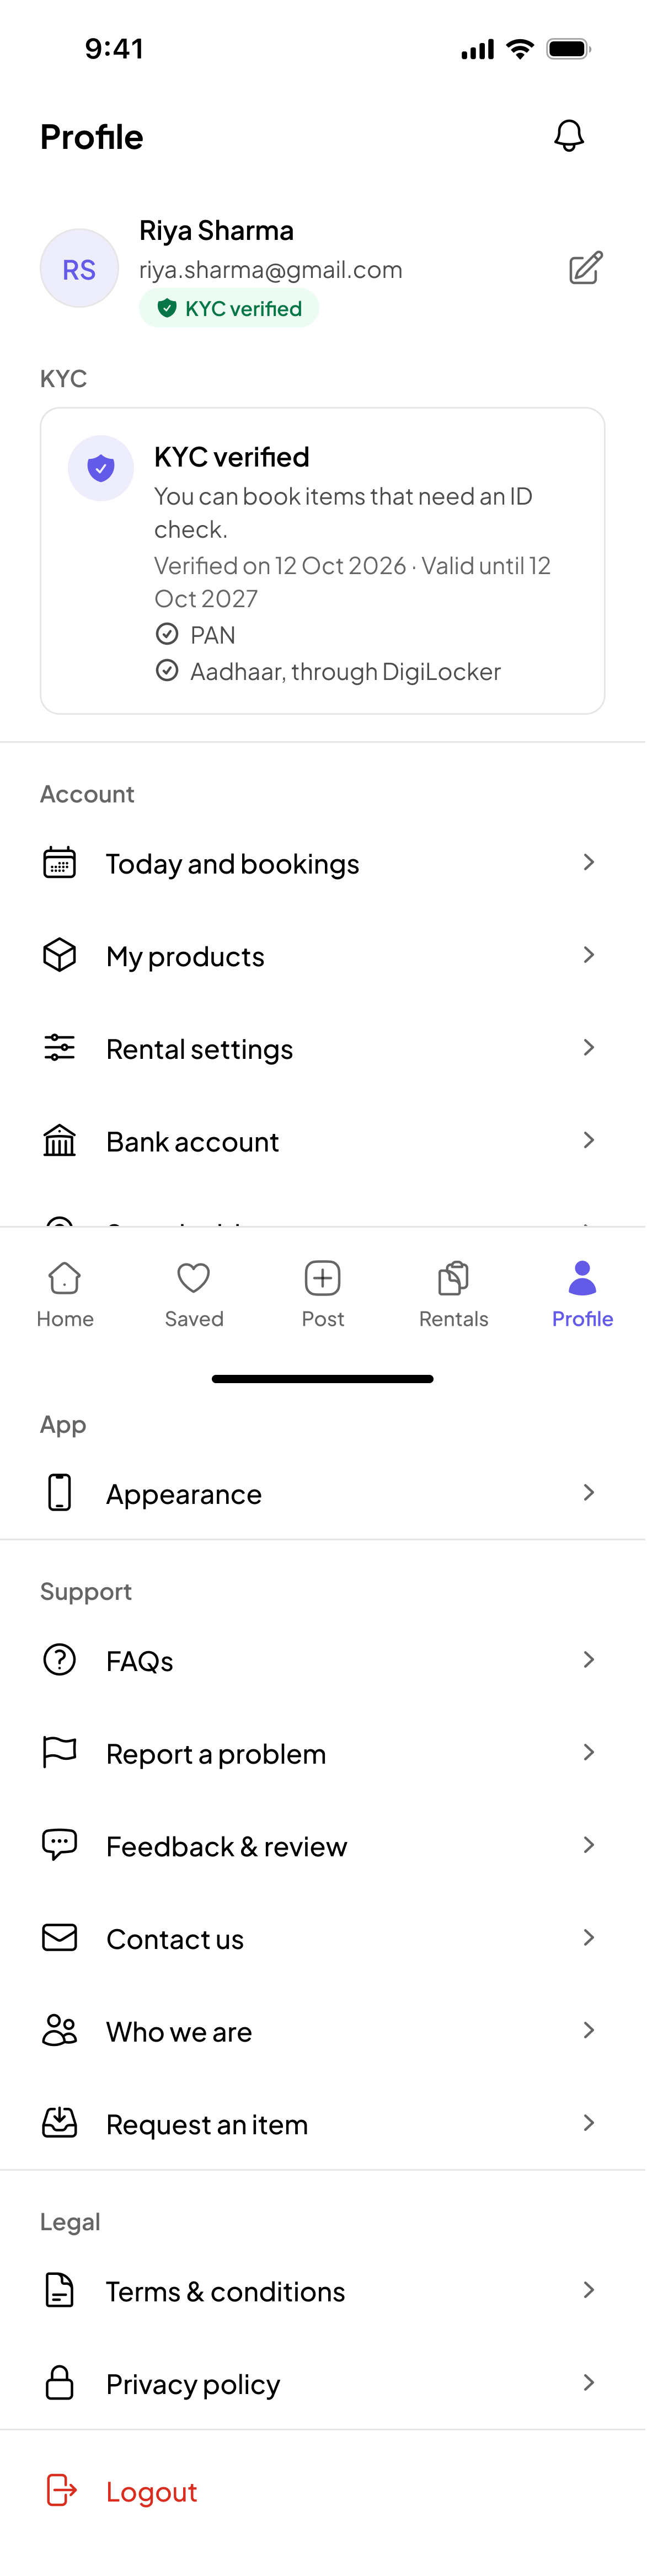 9:41
Profile
RS
Riya Sharma
riya.sharma@gmail.com
KYC verified
KYC
KYC verified
You can book items that need an ID
check.
Verified on 12 Oct 2026 · Valid until 12
Oct 2027
PAN
Aadhaar, through DigiLocker
Account
Today and bookings
My products
Rental settings
Bank account
Home
Saved
Post
Rentals
Profile
App
Appearance
Support
FAQs
Report a problem
Feedback & review
Contact us
Who we are
Request an item
Legal
Terms & conditions
Privacy policy
Logout